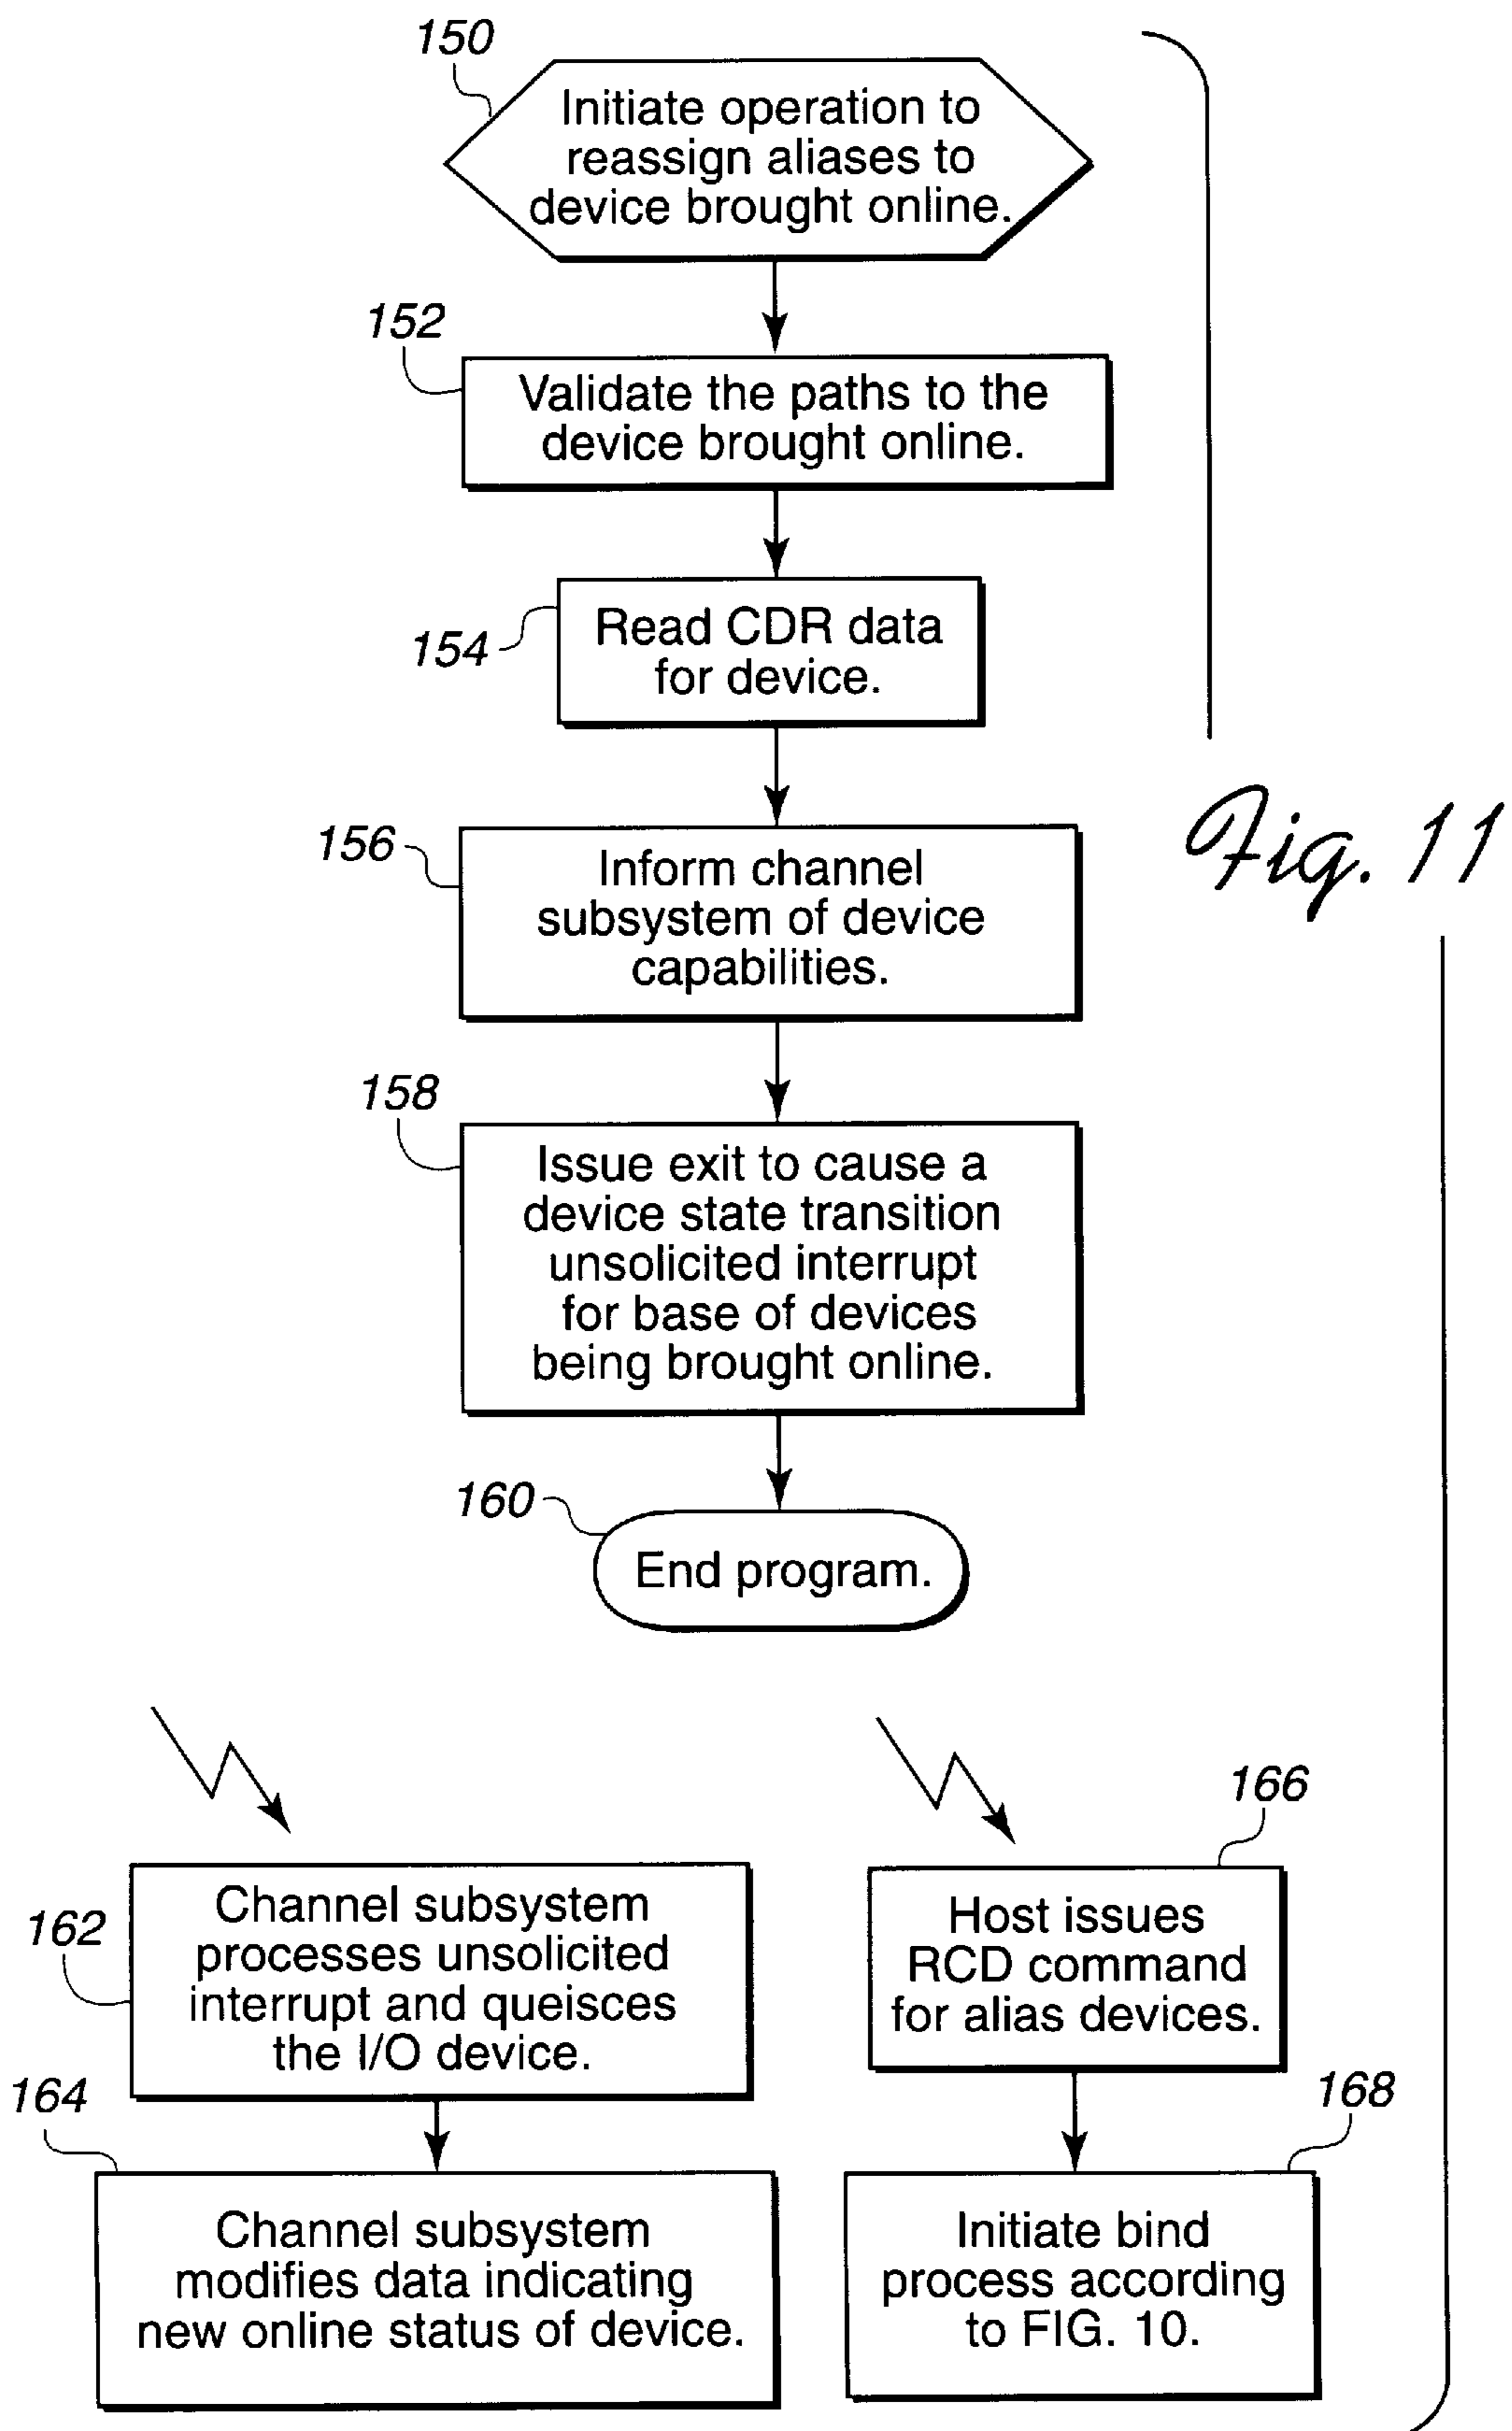 150
Initiate operation to
reassign aliases to
device brought online.
152
Validate the paths to the
device brought online.
154
Read CDR data
for device.
156
Inform channel
subsystem of device
capabilities.
Fig. 11
158
Issue exit to cause a
device state transition
unsolicited interrupt
for base of devices
being brought online.
160
End program.
162
Channel subsystem
processes unsolicited
interrupt and queisces
the I/O device.
164
Channel subsystem
modifies data indicating
new online status of device.
166
Host issues
RCD command
for alias devices.
168
Initiate bind
process according
to FIG. 10.